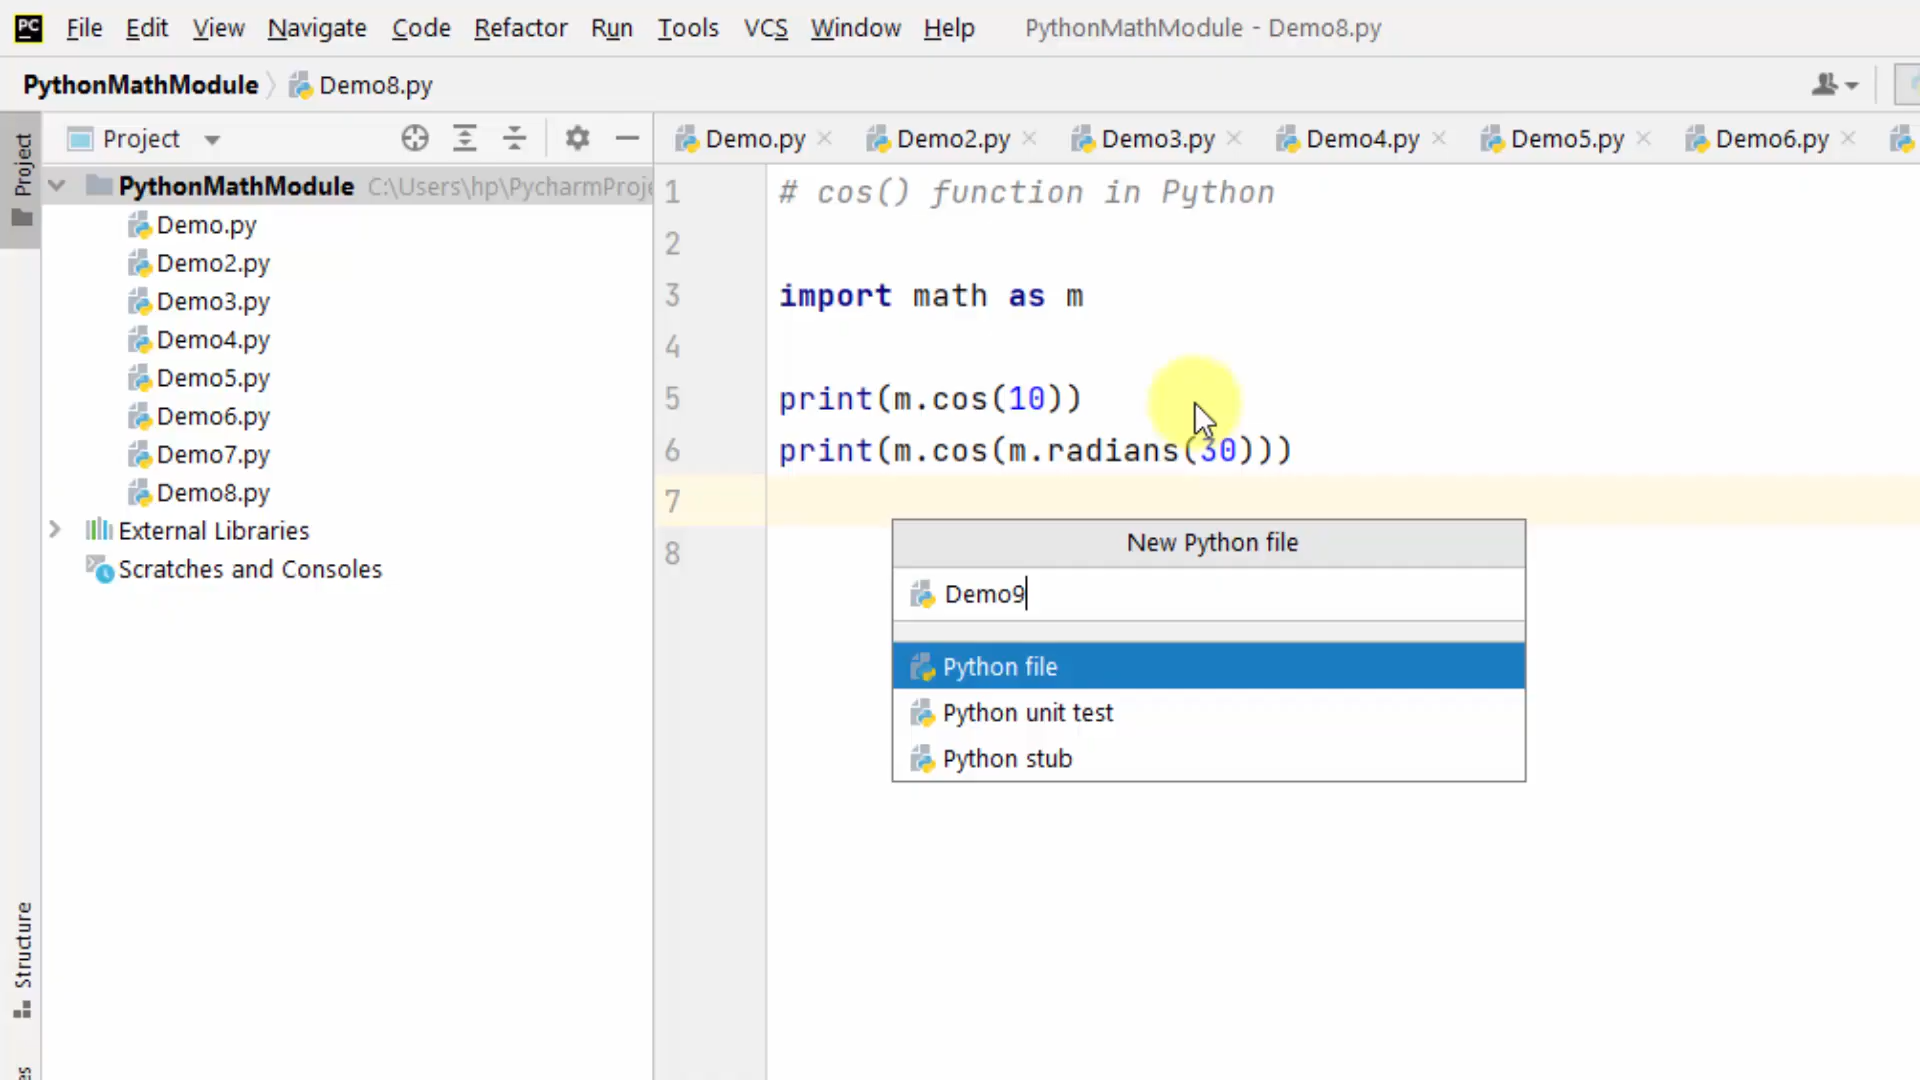 PC File Edit View Navigate Code Refactor Run Tools VCS Window Help PythonMathModule - Demo8.py
PythonMathModule Demo8.py
Project
Project
Demo.py Demo2.py Demo3.py Demo4.py Demo5.py Demo6.py
PythonMathModule C:\Users\hp\PycharmProje
Demo.py
Demo2.py
Demo3.py
Demo4.py
Demo5.py
Demo6.py
Demo7.py
Demo8.py
External Libraries
Scratches and Consoles
Structure
1 # cos() function in Python
2
3 import math as m
4
5 print(m.cos(10))
6 print(m.cos(m.radians(30)))
7
8
New Python file
Demo9
Python file
Python unit test
Python stub